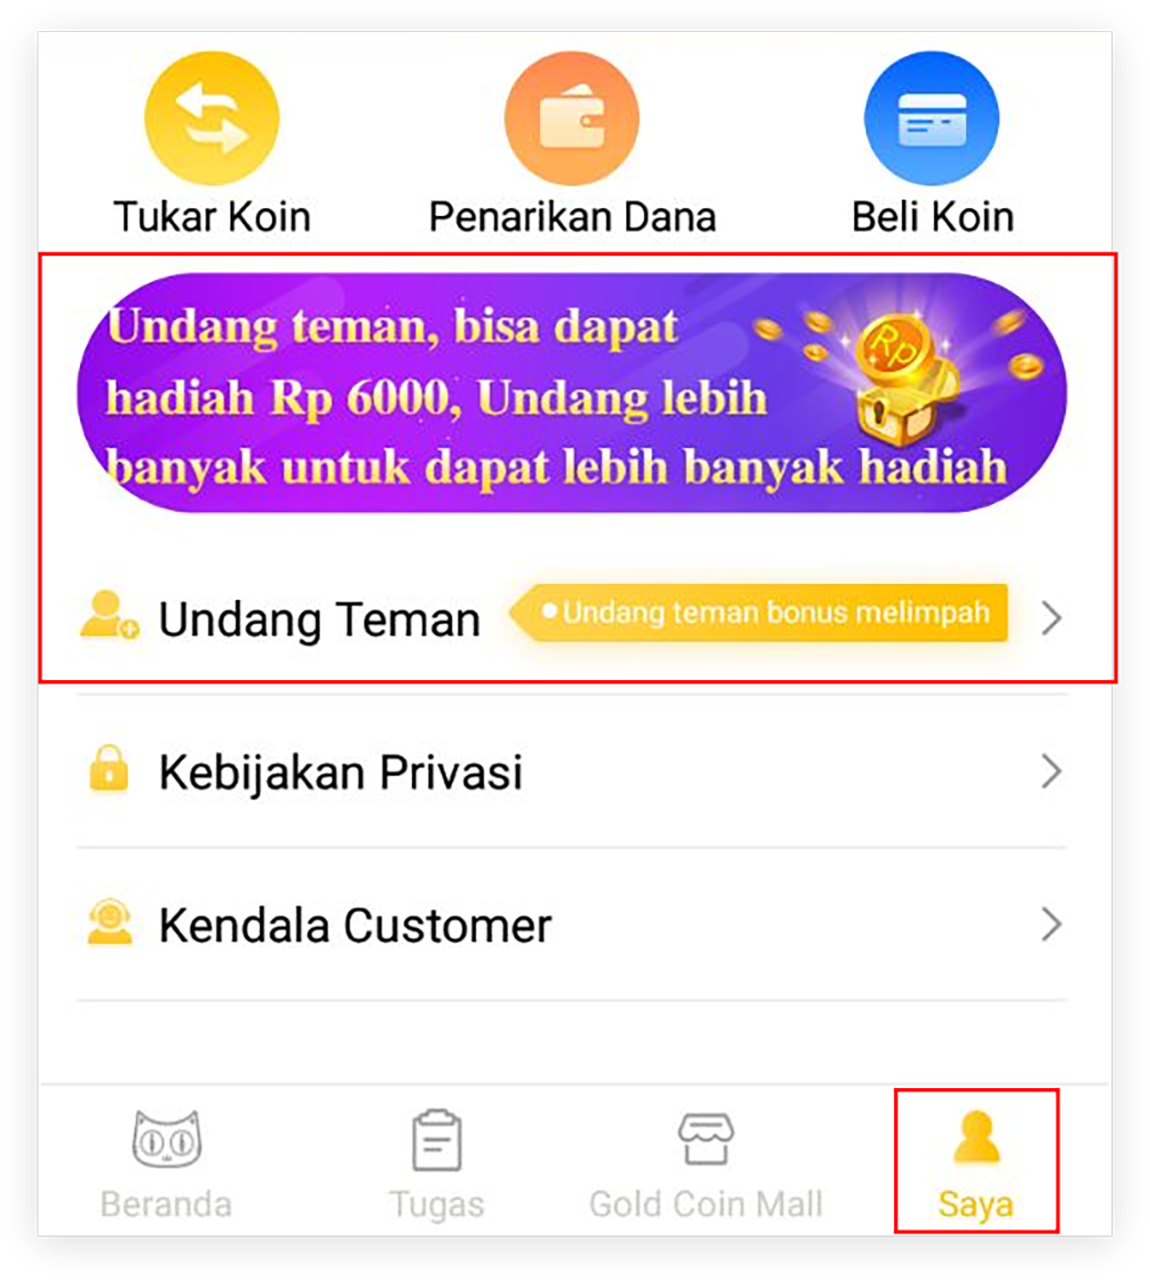 Tukar Koin
Penarikan Dana
Beli Koin
Undang teman, bisa dapat
hadiah Rp 6000, Undang lebih
banyak untuk dapat lebih banyak hadiah
Rp
Undang Teman
Undang teman bonus melimpah
Kebijakan Privasi
Kendala Customer
Beranda
Tugas
Gold Coin Mall
Saya